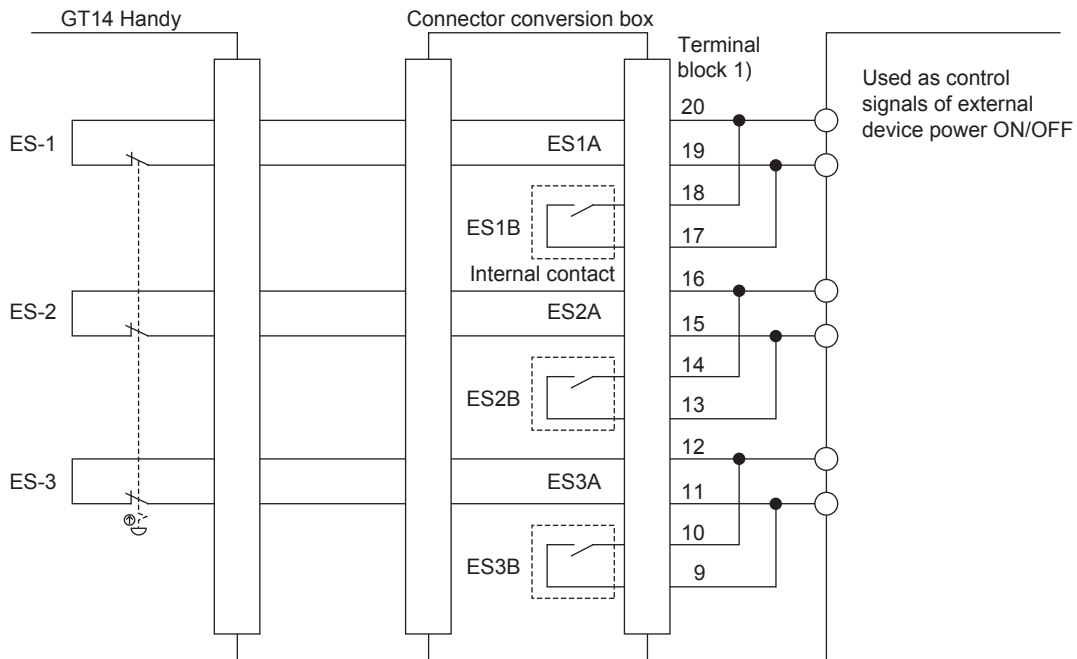 GT14 Handy
Connector conversion box
Terminal
block 1)
Used as control
signals of external
device power ON/OFF
20
ES-1
ES1A
19
18
ES1B
17
Internal contact
16
ES-2
ES2A
15
14
ES2B
13
12
ES-3
ES3A
11
10
ES3B
9